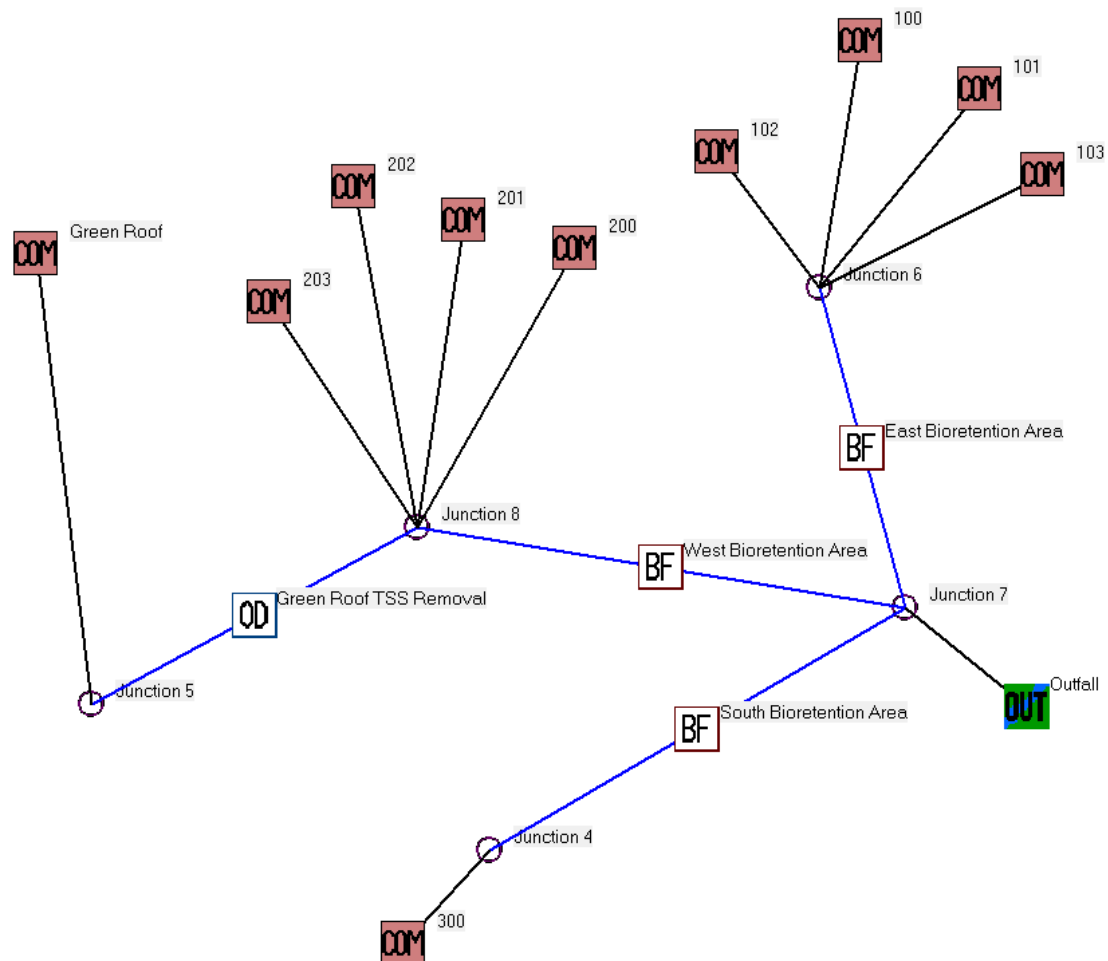 100
COM
101
COM
102
COM
103
COM
202
COM
201
COM
200
COM
Green Roof
COM
203
COM
Junction 6
East Bioretention Area
BF
Junction 8
West Bioretention Area
BF
Green Roof TSS Removal
OD
Junction 7
Junction 5
Outfall
OUT
South Bioretention Area
BF
Junction 4
300
COM